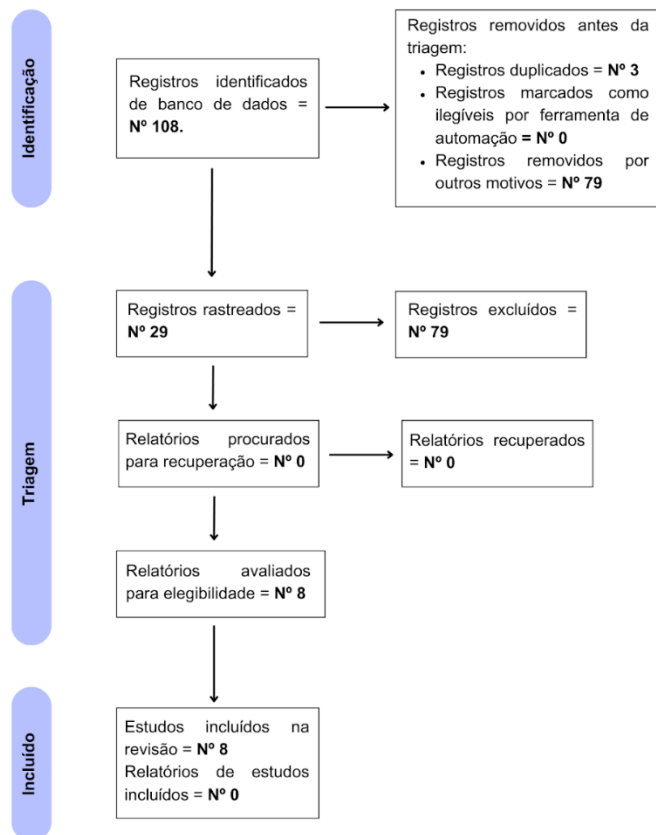 Identificação
Registros identificados
de banco de dados =
Nº 108.
Registros removidos antes da
triagem:
• Registros duplicados = Nº 3
• Registros marcados como
ilegíveis por ferramenta de
automação = Nº 0
• Registros removidos por
outros motivos = Nº 79
Triagem
Registros rastreados =
Nº 29
Registros excluídos =
Nº 79
Relatórios procurados
para recuperação = Nº 0
Relatórios recuperados
= Nº 0
Relatórios avaliados
para elegibilidade = Nº 8
Incluído
Estudos incluídos na
revisão = Nº 8
Relatórios de estudos
incluídos = Nº 0